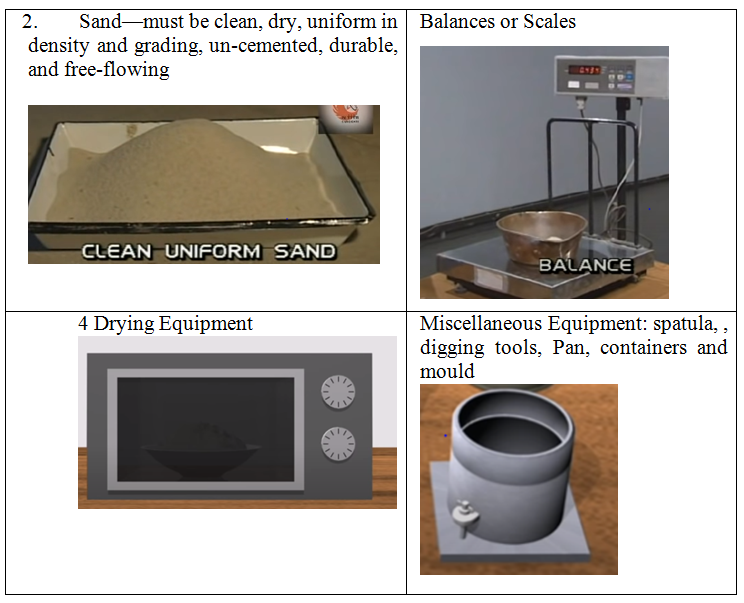 2. Sand—must be clean, dry, uniform in
density and grading, un-cemented, durable,
and free-flowing
CLEAN UNIFORM SAND
Balances or Scales
BALANCE
4 Drying Equipment
Miscellaneous Equipment: spatula, ,
digging tools, Pan, containers and
mould